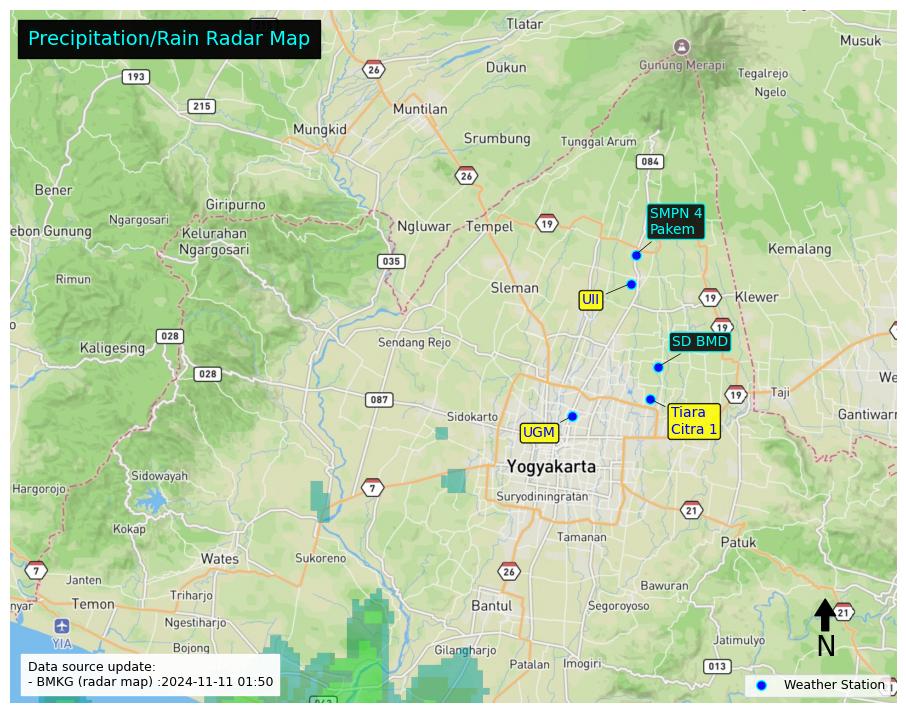 Precipitation/Rain Radar Map
Tlatar
Musuk
Gunung Merapi
26
Dukun
Tegalrejo
193
Ngelo
215
Muntilan
Mungkid
Srumbung
Tunggal Arum
084
26
Bener
Giripurno
SMPN 4
Pakem
Ngargosari
Ngluwar
Tempel
19
ebon Gunung
Kelurahan
Ngargosari
Kemalang
035
Rimun
Sleman
UII
19
Klewer
19
028
Sendang Rejo
SD BMD
Kaligesing
028
We
087
19
Taji
Sidokarto
Tiara
Citra 1
Gantiwarn
UGM
Yogyakarta
Sidowayah
Hargorojo
7
Suryodiningratan
21
Kokap
Tamanan
Patuk
Wates
Sukoreno
7
26
Janten
Bawuran
Triharjo
nyar
Temon
Bantul
Segoroyoso
21
Ngestiharjo
YIA
Bojong
Jatimulyo
N
Gilangharjo
Patalan
Imogiri
013
Data source update:
- BMKG (radar map) :2024-11-11 01:50
Weather Station